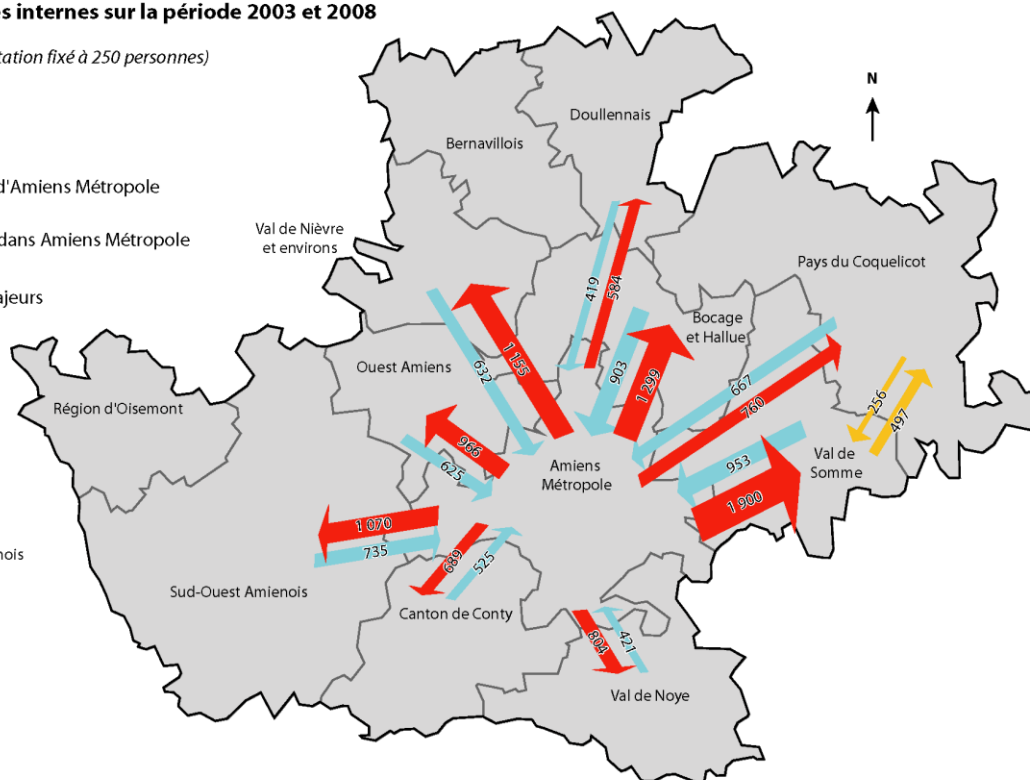 es internes sur la période 2003 et 2008
tation fixé à 250 personnes)
N
Doullennais
Bernavillois
d'Amiens Métropole
Val de Nièvre
et environs
dans Amiens Métropole
Pays du Coquelicot
ajeurs
419
584
Bocage
et Hallue
Ouest Amiens
632
1 155
903
1 299
667
760
256
497
Région d'Oisemont
966
625
Amiens
Métropole
953
Val de
Somme
1 900
1 070
735
nois
689
525
Sud-Ouest Amienois
Canton de Conty
804
421
Val de Noye